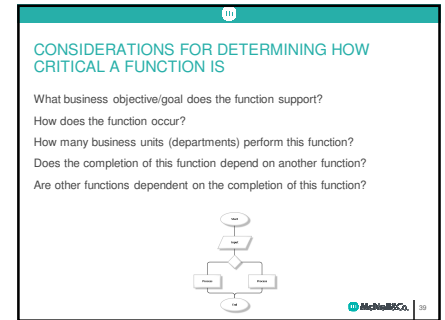 CONSIDERATIONS FOR DETERMINING HOW
CRITICAL A FUNCTION IS
What business objective/goal does the function support?
How does the function occur?
How many business units (departments) perform this function?
Does the completion of this function depend on another function?
Are other functions dependent on the completion of this function?
Start
Input
Process
Process
End
39